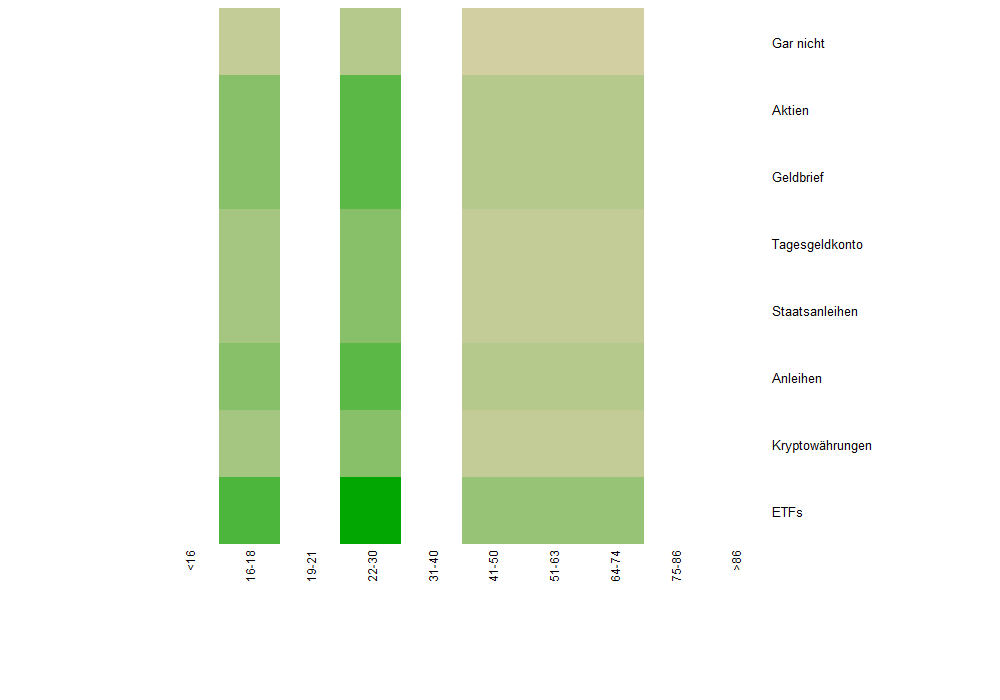 Gar nicht
Aktien
Geldbrief
Tagesgeldkonto
Staatsanleihen
Anleihen
Kryptowährungen
ETFs
<16
16-18
19-21
22-30
31-40
41-50
51-63
64-74
75-86
>86